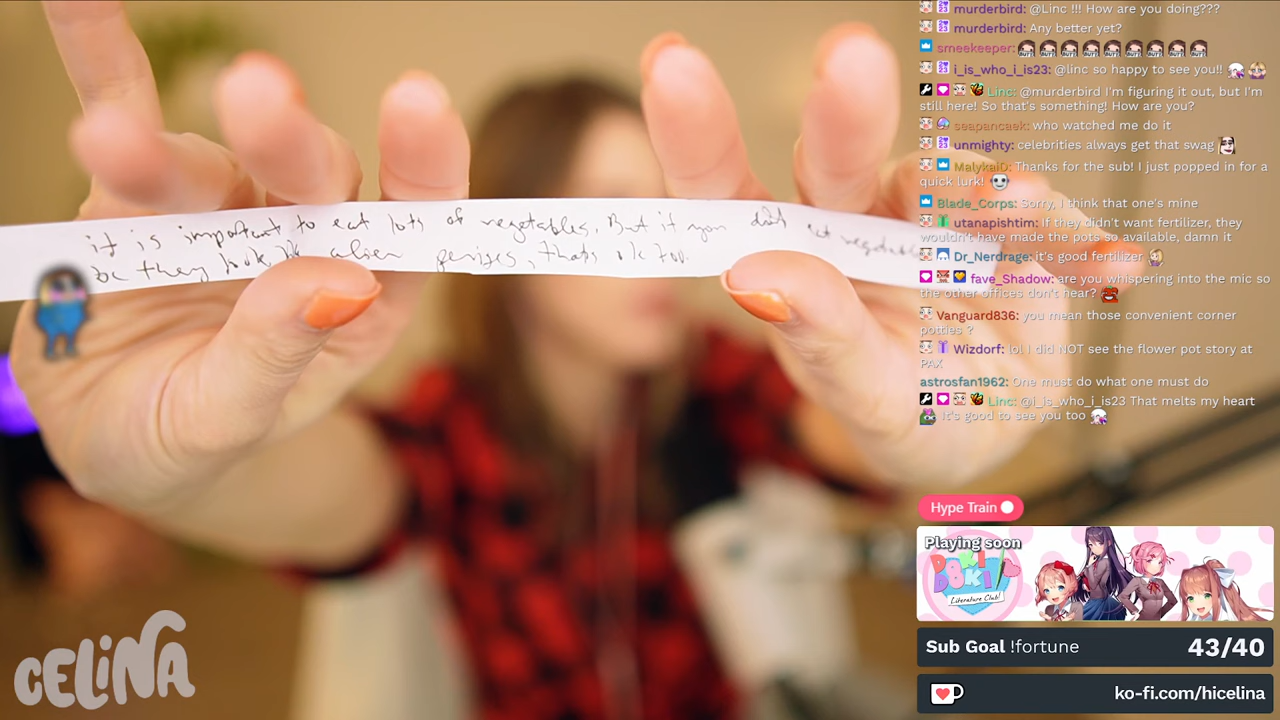 it is important to eat lots of vegetables. But if you don't eat vegetables
bc they look like alien penises, thats ok too.
murderbird: @Linc !!! How are you doing???
murderbird: Any better yet?
smeekeeper:
i_is_who_i_is23: @linc so happy to see you!!
Linc: @murderbird I'm figuring it out, but I'm
still here! So that's something! How are you?
seapancaek: who watched me do it
unmighty: celebrities always get that swag
MalykaiD: Thanks for the sub! I just popped in for a
quick lurk!
Blade_Corps: Sorry, I think that one's mine
utanapishtim: If they didn't want fertilizer, they
wouldn't have made the pots so available, damn it
Dr_Nerdrage: it's good fertilizer
fave_Shadow: are you whispering into the mic so
the other offices don't hear?
Vanguard836: you mean those convenient corner
potties ?
Wizdorf: lol I did NOT see the flower pot story at
PAX
astrosfan1962: One must do what one must do
Linc: @i_is_who_i_is23 That melts my heart
It's good to see you too
Hype Train
Playing soon
DOKI
DOKI
Literature Club!
Sub Goal !fortune 43/40
ko-fi.com/hicelina
CELINA